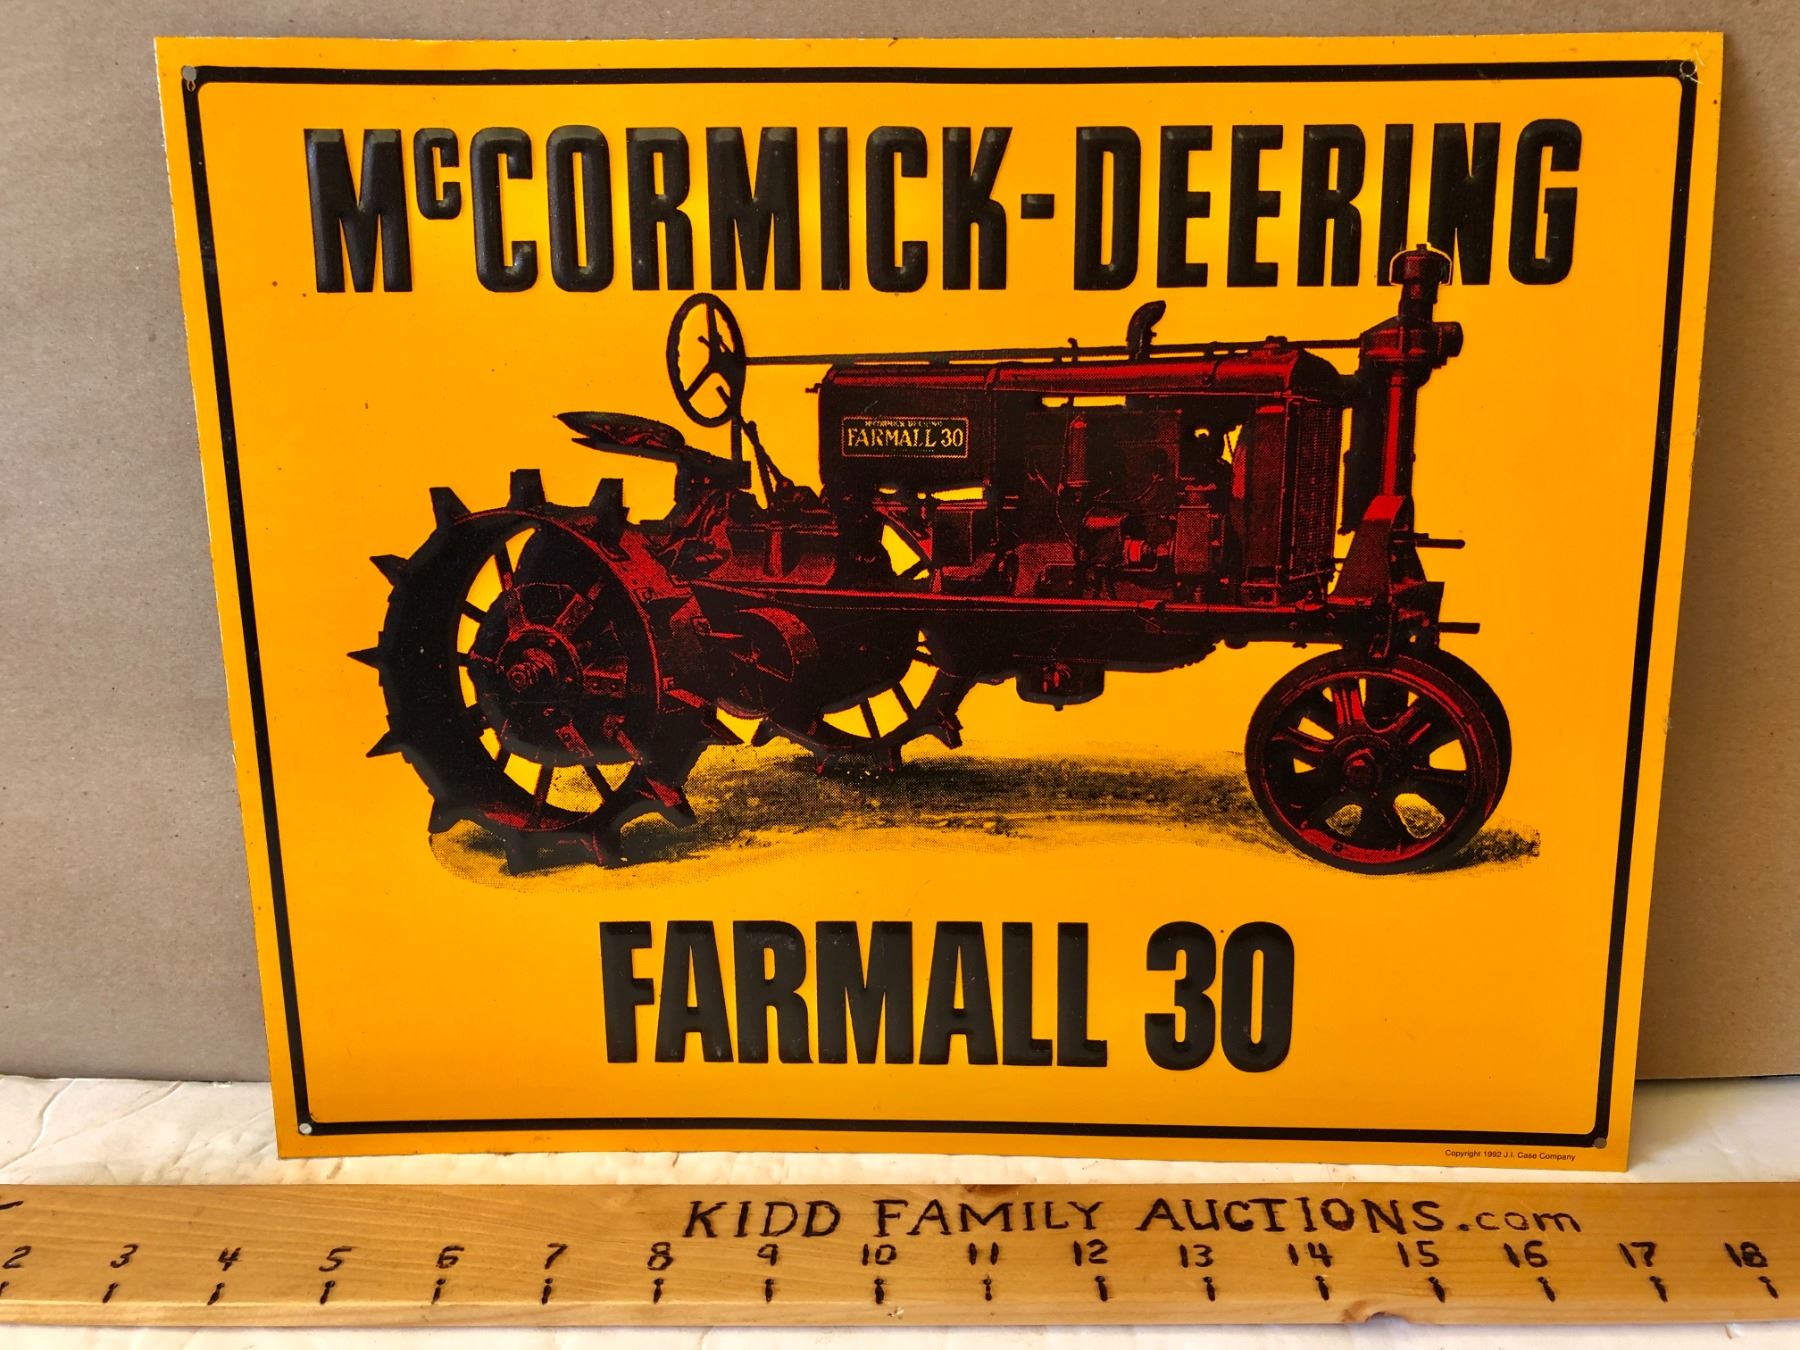 McCORMICK-DEERING
McCORMICK DEERING
FARMALL 30
FARMALL 30
Copyright 1992 J.I. Case Company
KIDD FAMILY AUCTIONS.com
2 3 4 5 6 7 8 9 10 11 12 13 14 15 16 17 18